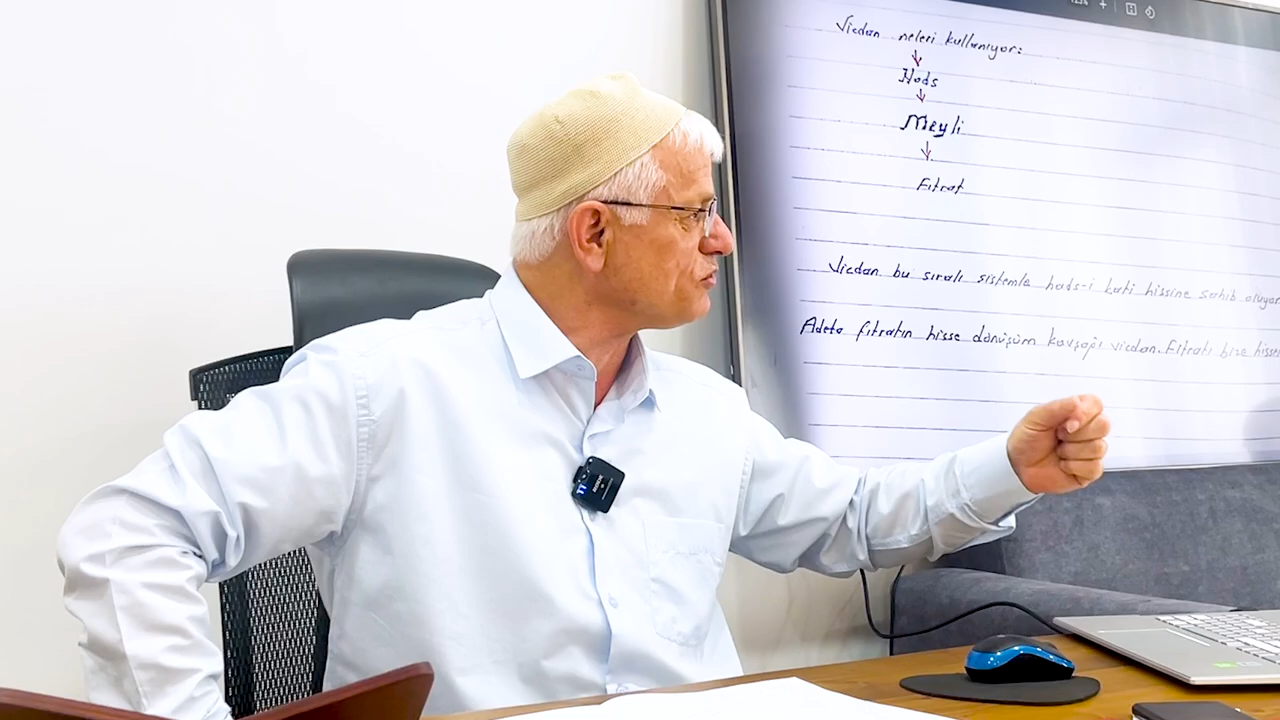 Vicdan neleri kullanıyor:
Hads
Meyli
Fıtrat
Vicdan bu sıralı sistemle hads-i kati hissine sahib oluyor
Adeta fıtratın hisse dönüşüm kavşağı vicdan. Fıtratı bize hisse